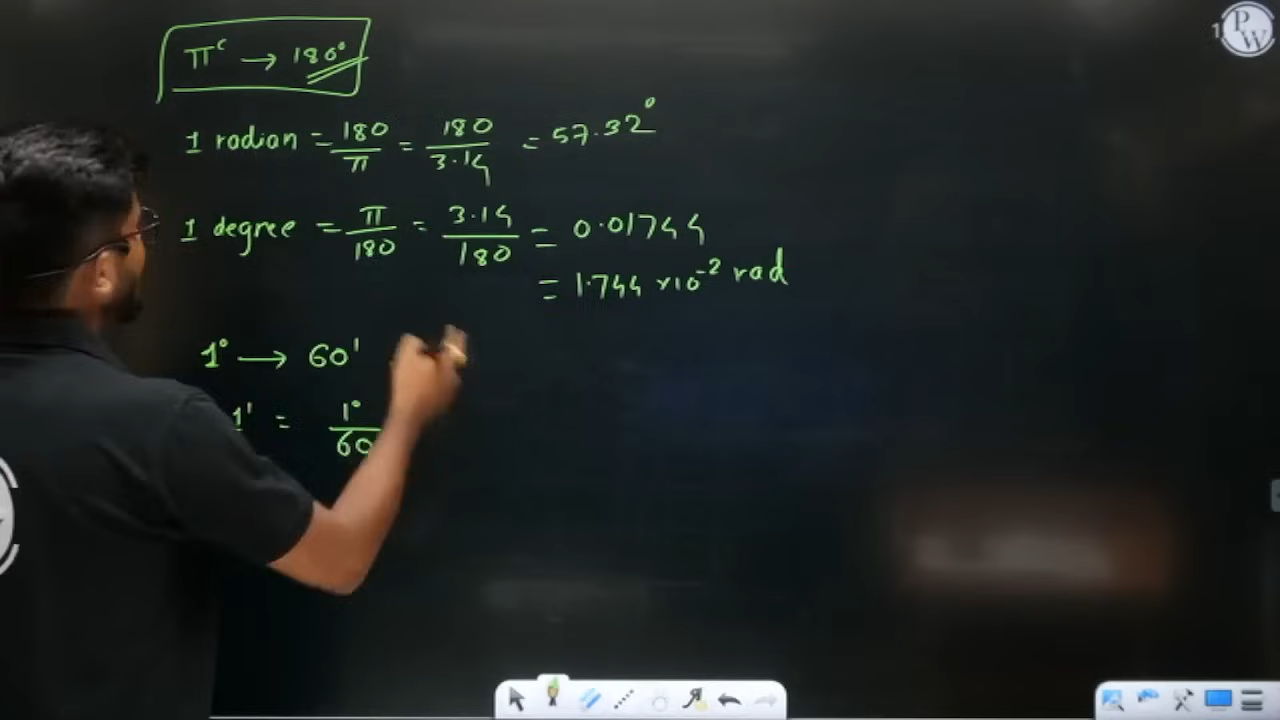 πᶜ → 180°
1 radian = 180/π = 180/3.14 = 57.32°
1 degree = π/180 = 3.14/180 = 0.01744
= 1.744 ×10⁻² rad
1° → 60'
1' = 1°/60
PW